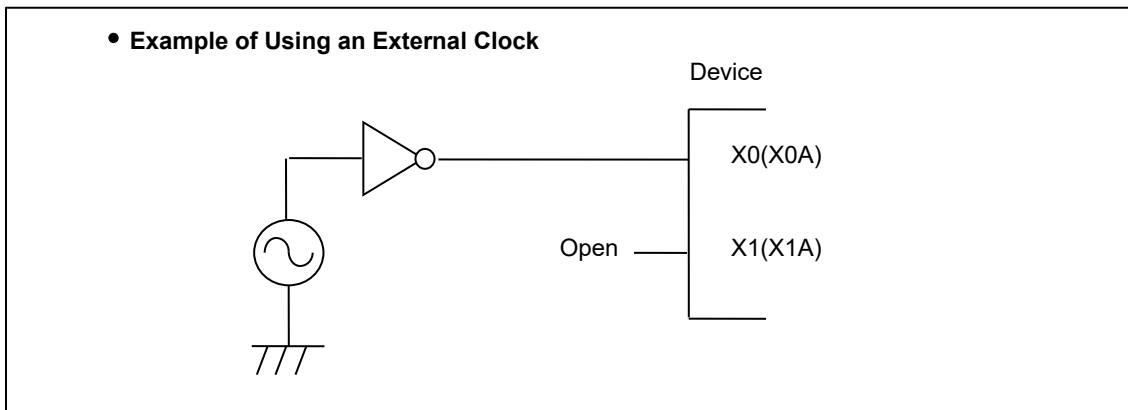 • Example of Using an External Clock
Device
X0(X0A)
Open
X1(X1A)